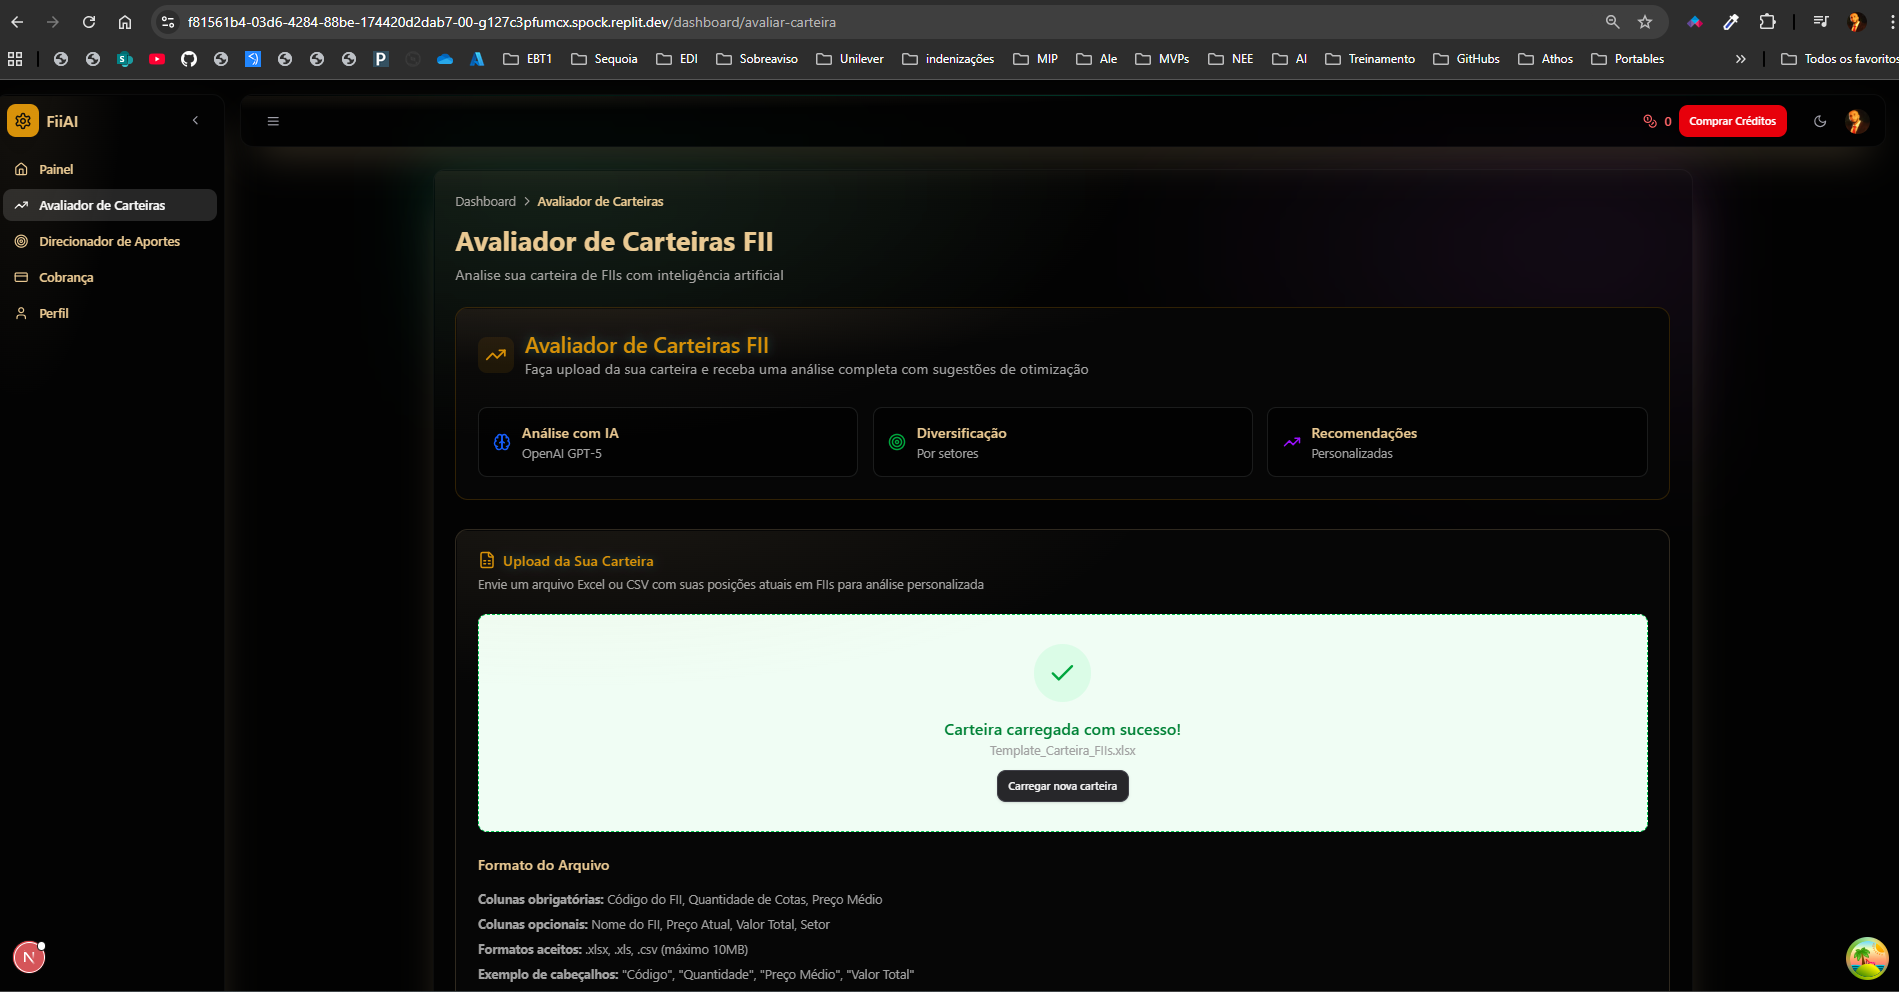 f81561b4-03d6-4284-88be-174420d2dab7-00-g127c3pfumcx.spock.replit.dev/dashboard/avaliar-carteira
EBT1 Sequoia EDI Sobreaviso Unilever indenizações MIP Ale MVPs NEE AI Treinamento GitHubs Athos Portables » Todos os favoritos
FiiAI
0 Comprar Créditos
Painel
Avaliador de Carteiras
Direcionador de Aportes
Cobrança
Perfil
Dashboard > Avaliador de Carteiras
Avaliador de Carteiras FII
Analise sua carteira de FIIs com inteligência artificial
Avaliador de Carteiras FII
Faça upload da sua carteira e receba uma análise completa com sugestões de otimização
Análise com IA
OpenAI GPT-5
Diversificação
Por setores
Recomendações
Personalizadas
Upload da Sua Carteira
Envie um arquivo Excel ou CSV com suas posições atuais em FIIs para análise personalizada
Carteira carregada com sucesso!
Template_Carteira_FIIs.xlsx
Carregar nova carteira
Formato do Arquivo
Colunas obrigatórias: Código do FII, Quantidade de Cotas, Preço Médio
Colunas opcionais: Nome do FII, Preço Atual, Valor Total, Setor
Formatos aceitos: .xlsx, .xls, .csv (máximo 10MB)
Exemplo de cabeçalhos: "Código", "Quantidade", "Preço Médio", "Valor Total"
N